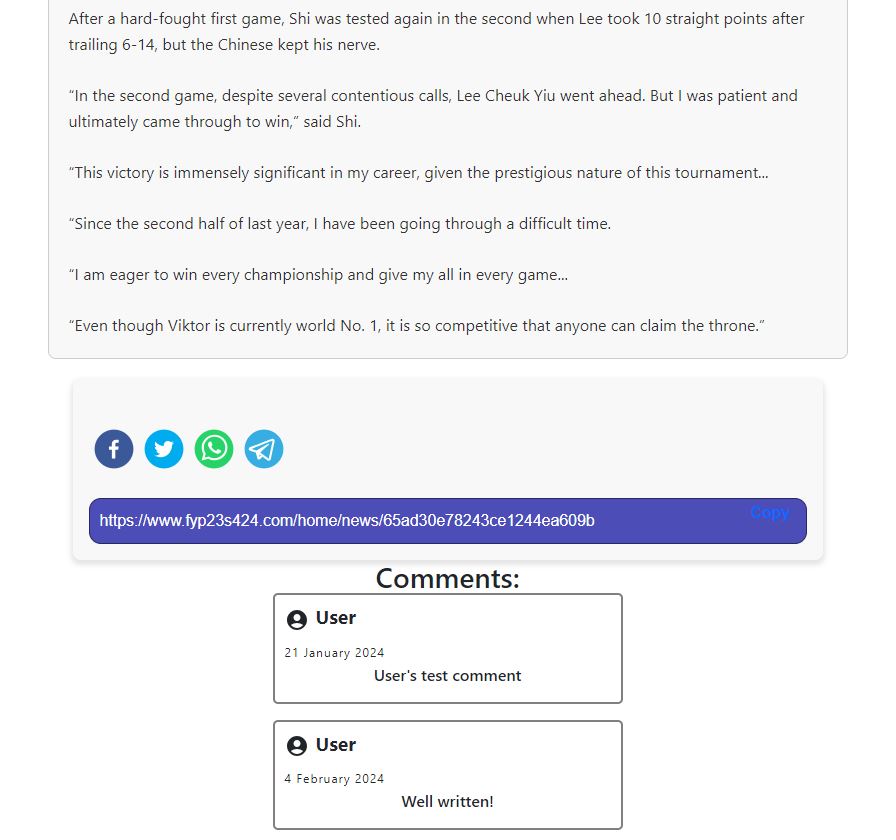 After a hard-fought first game, Shi was tested again in the second when Lee took 10 straight points after
trailing 6-14, but the Chinese kept his nerve.
“In the second game, despite several contentious calls, Lee Cheuk Yiu went ahead. But I was patient and
ultimately came through to win,” said Shi.
“This victory is immensely significant in my career, given the prestigious nature of this tournament...
“Since the second half of last year, I have been going through a difficult time.
“I am eager to win every championship and give my all in every game...
“Even though Viktor is currently world No. 1, it is so competitive that anyone can claim the throne.”
https://www.fyp23s424.com/home/news/65ad30e78243ce1244ea609b
Copy
Comments:
User
21 January 2024
User's test comment
User
4 February 2024
Well written!